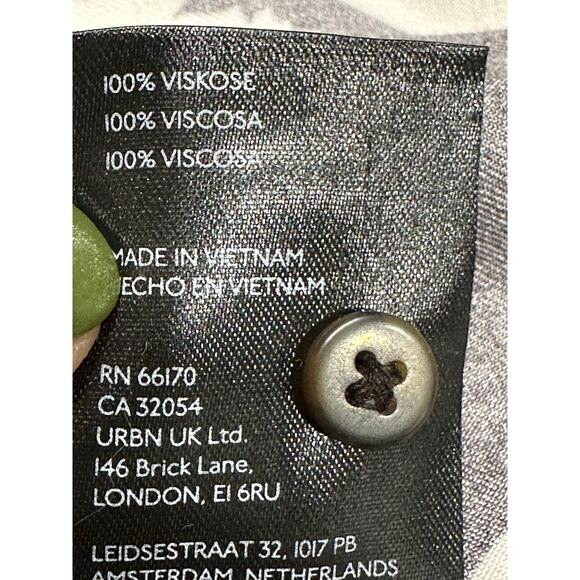 100% VISKOSE
100% VISCOSA
100% VISCOSA
MADE IN VIETNAM
ECHO EN VIETNAM
RN 66170
CA 32054
URBN UK Ltd.
146 Brick Lane,
LONDON, E1 6RU
LEIDSESTRAAT 32, 1017 PB
AMSTERDAM, NETHERLANDS